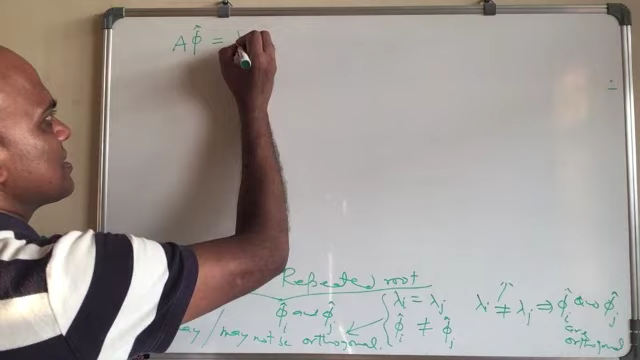 Aφ̂ = λ
Repeated root
φ̂ᵢ and φ̂ⱼ
may / may not be orthogonal.
{ λᵢ = λⱼ
φ̂ᵢ ≠ φ̂ⱼ
λᵢ ≠ λⱼ ⇒ φ̂ᵢ and φ̂ⱼ
are
orthogonal